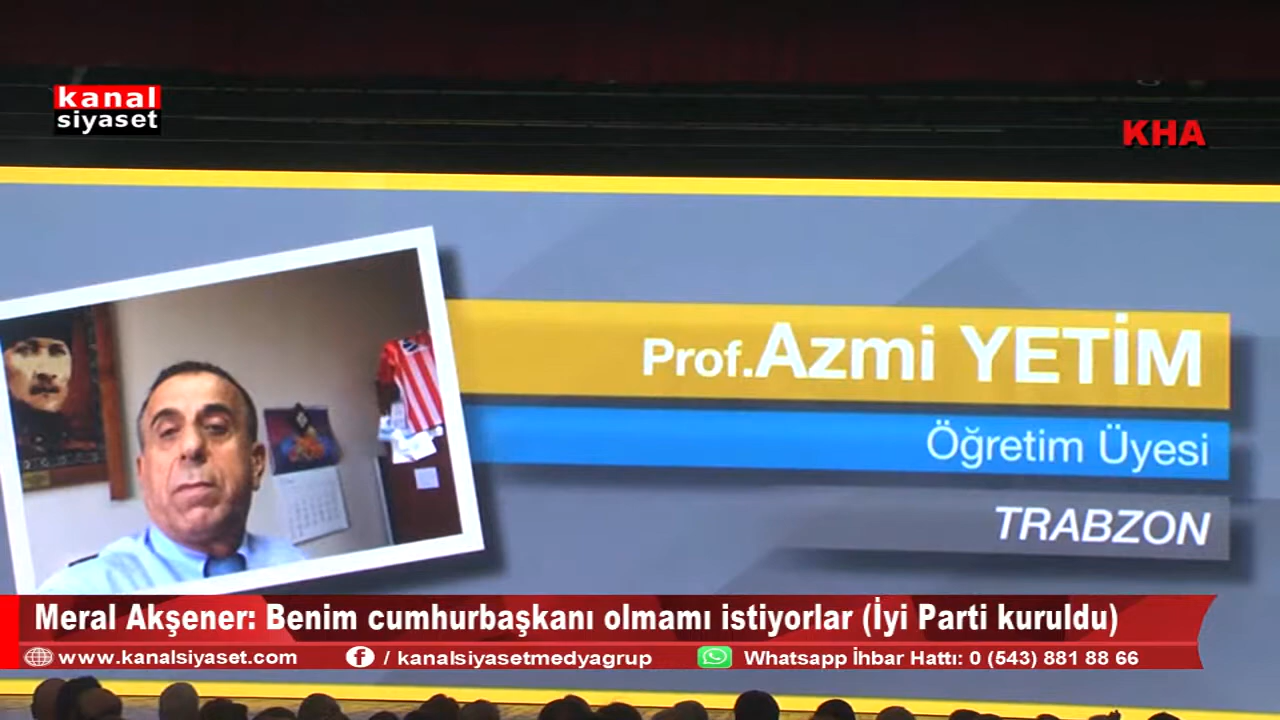 kanal
siyaset
KHA
Prof.Azmi YETİM
Öğretim Üyesi
TRABZON
Meral Akşener: Benim cumhurbaşkanı olmamı istiyorlar (İyi Parti kuruldu)
www.kanalsiyaset.com / kanalsiyasetmedyagrup Whatsapp İhbar Hattı: 0 (543) 881 88 66